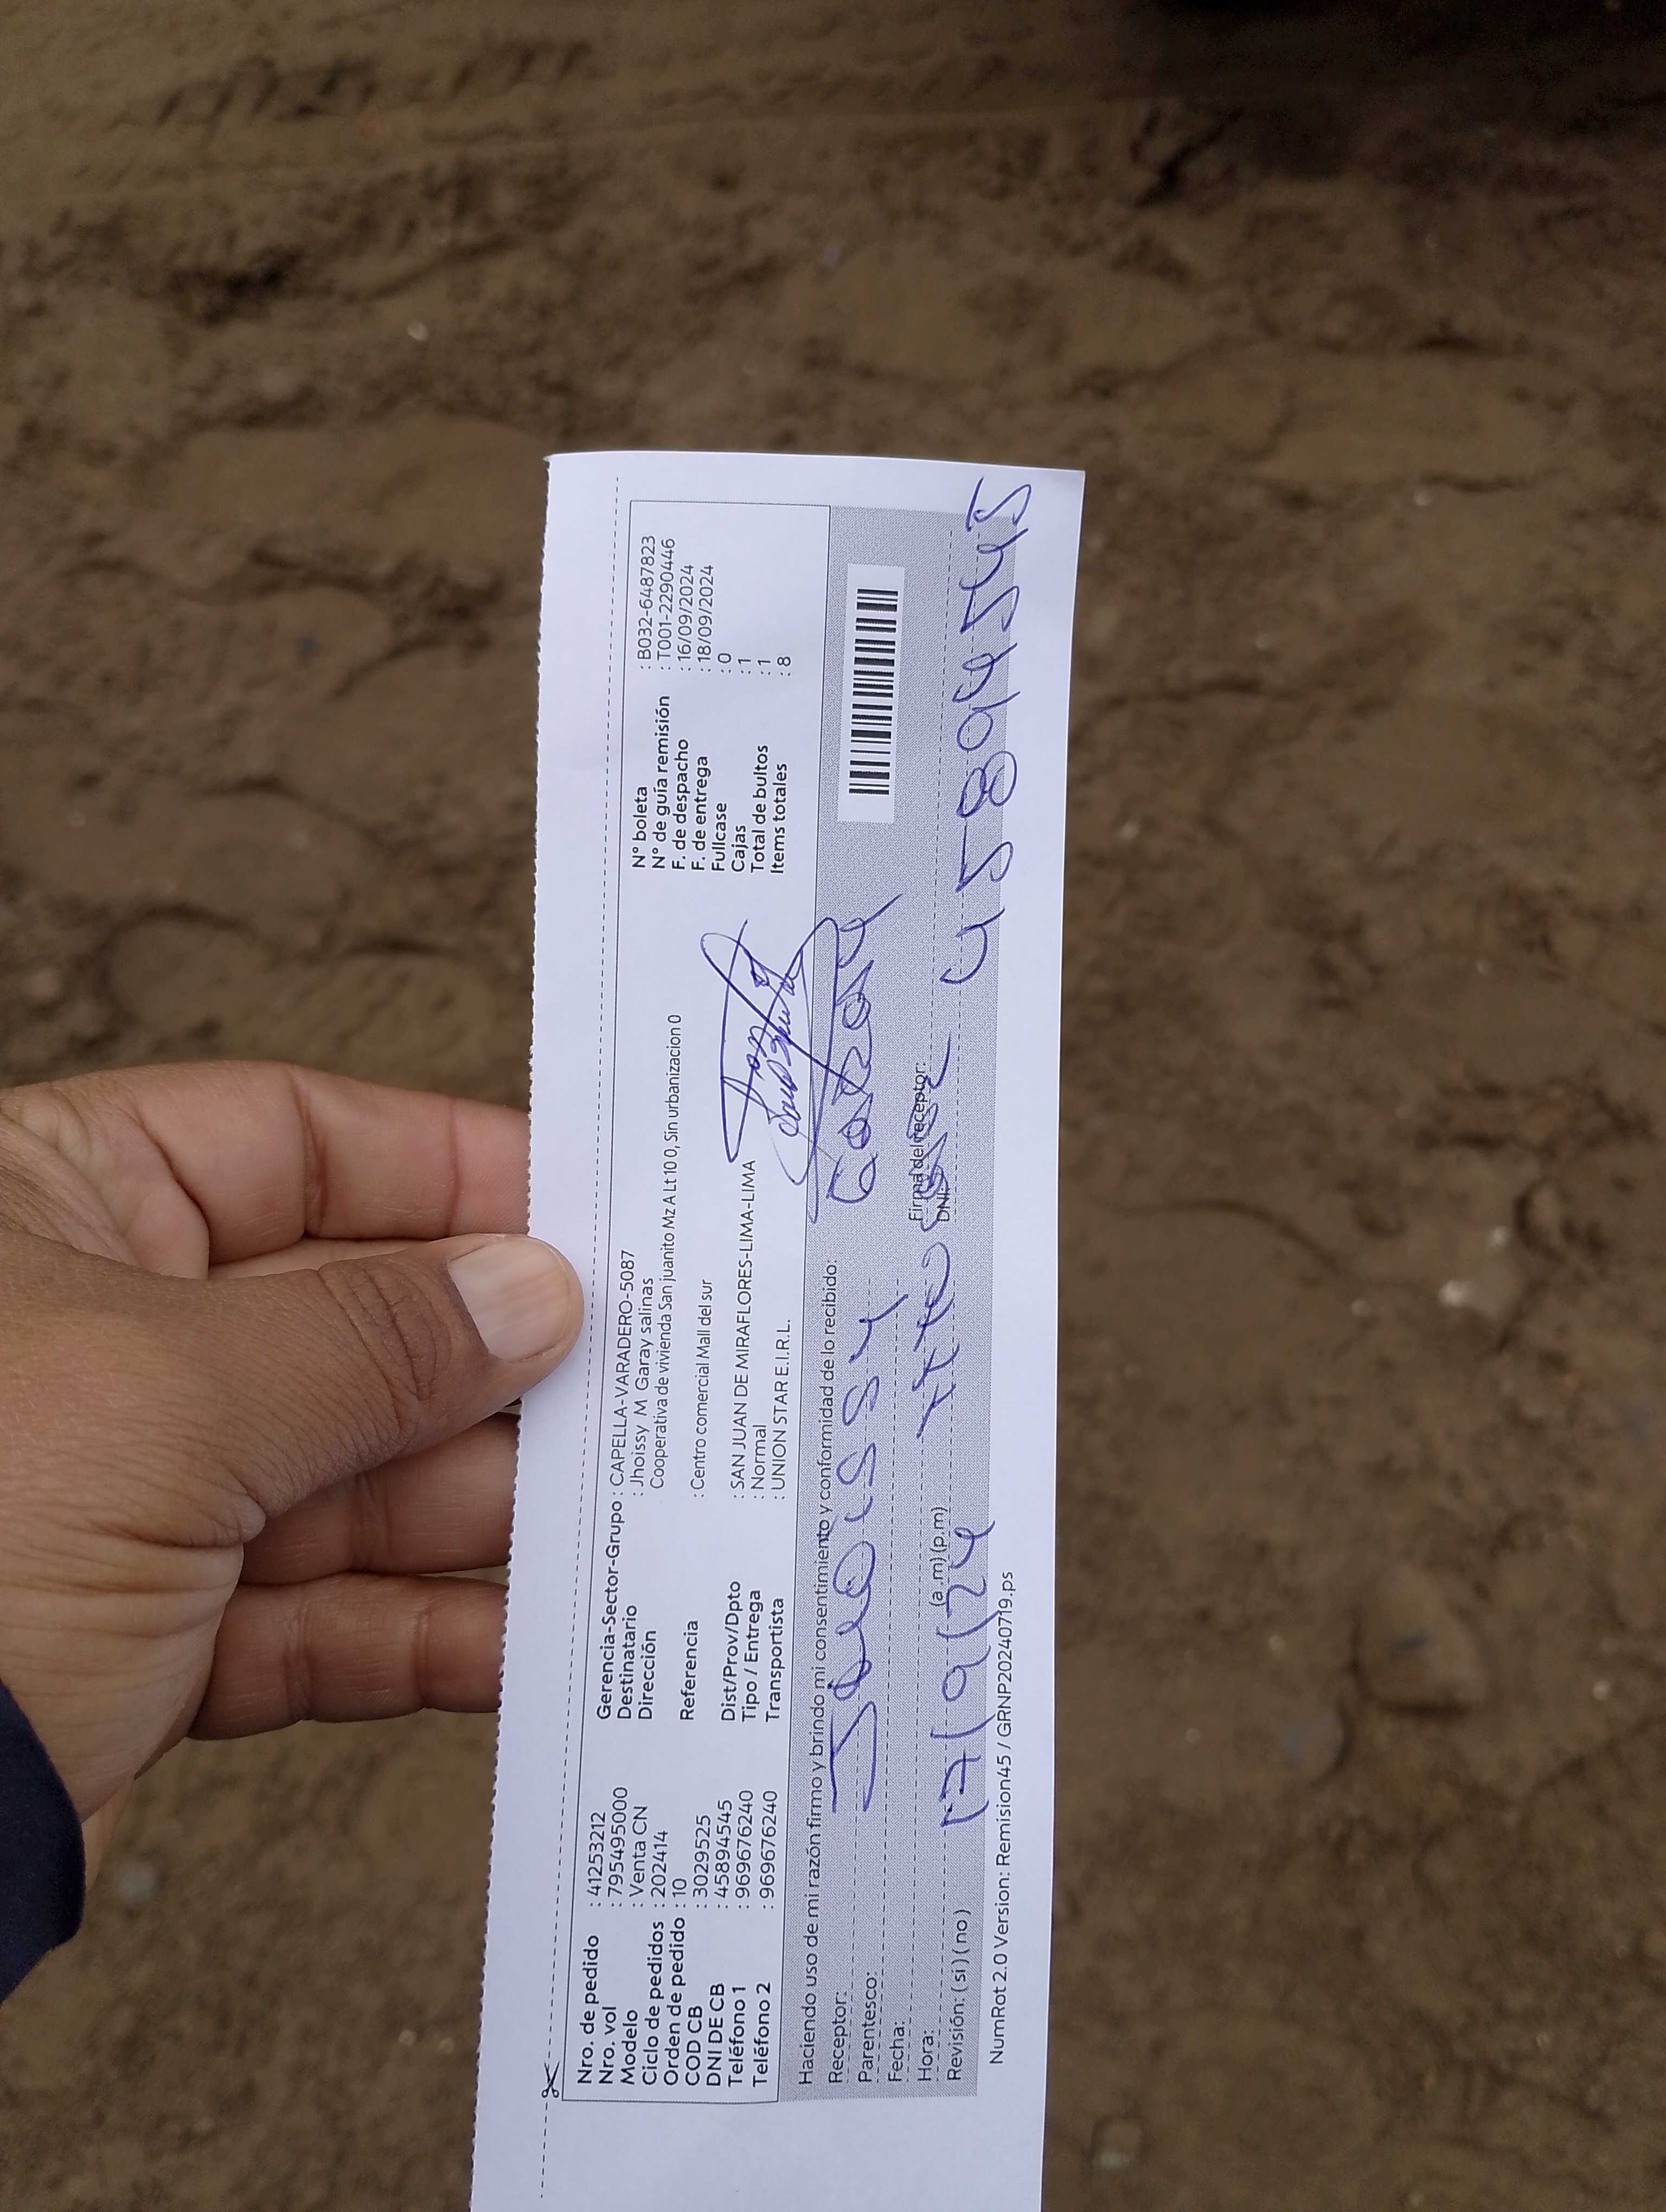 Nro. de pedido : 41253212
Nro. vol : 795495000
Modelo : Venta CN
Ciclo de pedidos : 202414
Orden de pedido : 10
COD CB : 3029525
DNI DE CB : 45894545
Teléfono 1 : 969676240
Teléfono 2 : 969676240
Gerencia-Sector-Grupo : CAPELLA-VARADERO-5087
Destinatario : Jhoissy M Garay salinas
Dirección Cooperativa de vivienda San juanito Mz A Lt 10 0, Sin urbanizacion 0
Referencia : Centro comercial Mall del sur
Dist/Prov/Dpto : SAN JUAN DE MIRAFLORES-LIMA-LIMA
Tipo / Entrega : Normal
Transportista : UNION STAR E.I.R.L.
N° boleta : B032-6487823
N° de guía remisión : T001-2290446
F. de despacho : 16/09/2024
F. de entrega : 18/09/2024
Fullcase : 0
Cajas : 1
Total de bultos : 1
Items totales : 8
Haciendo uso de mi razón firmo y brindo mi consentimiento y conformidad de lo recibido:
Receptor:
Parentesco:
Fecha:
Hora: (a.m) (p.m)
Revisión: ( si ) ( no )
17/9/24
Firma del receptor:
DNI: 45894545
NumRot 2.0 Version: Remision45 / GRNP20240719.ps